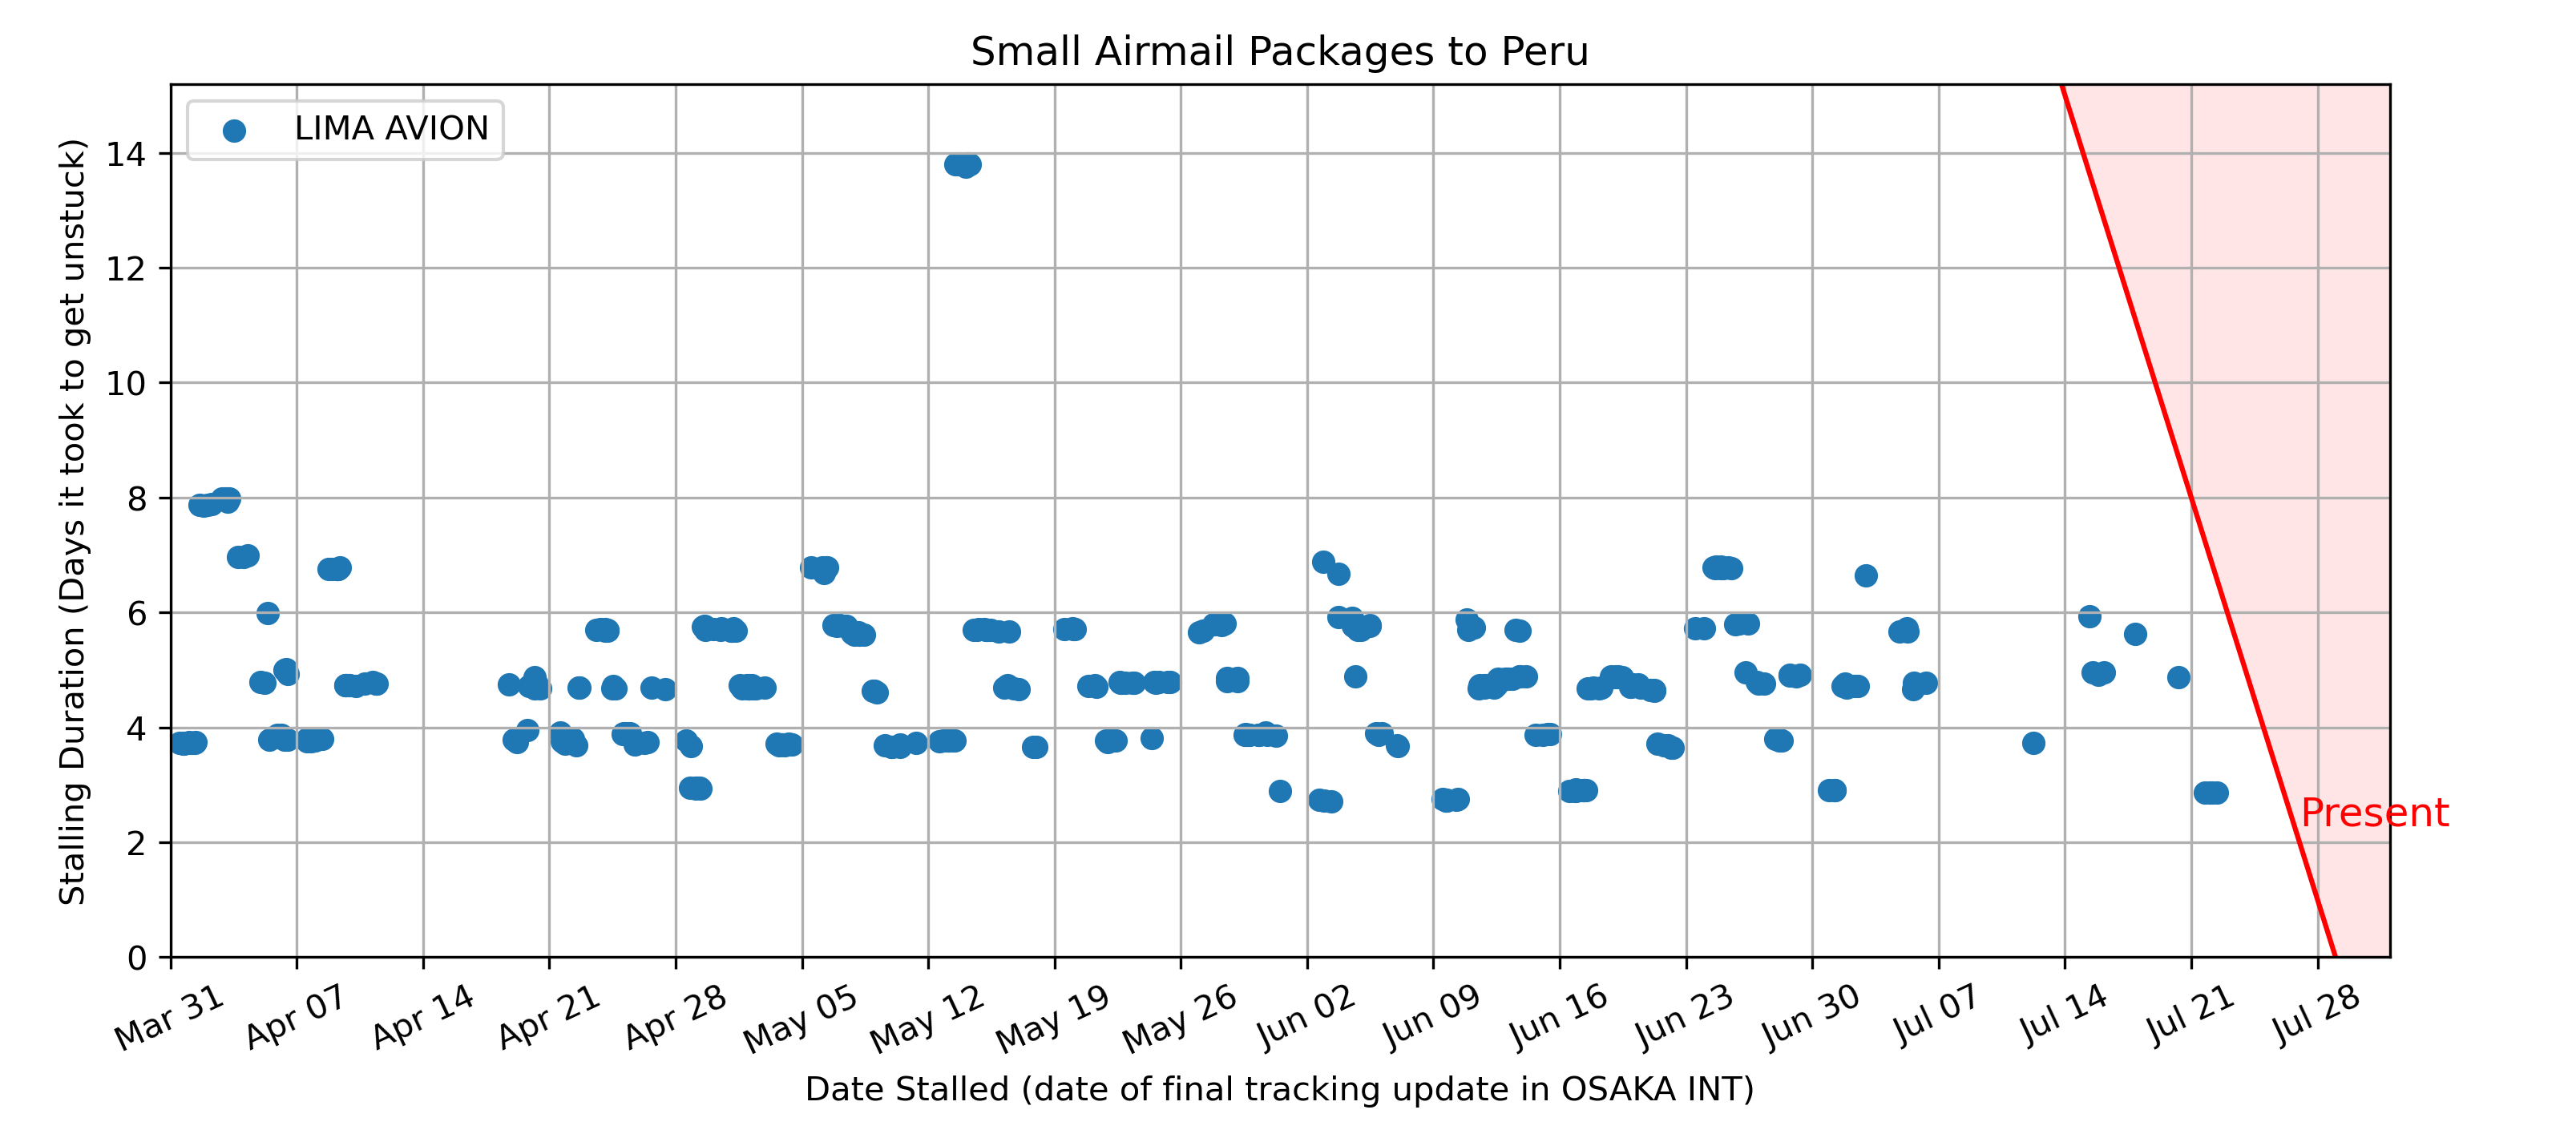 Small Airmail Packages to Peru
LIMA AVION
Stalling Duration (Days it took to get unstuck)
14
12
10
8
6
4
2
0
Present
Mar 31
Apr 07
Apr 14
Apr 21
Apr 28
May 05
May 12
May 19
May 26
Jun 02
Jun 09
Jun 16
Jun 23
Jun 30
Jul 07
Jul 14
Jul 21
Jul 28
Date Stalled (date of final tracking update in OSAKA INT)